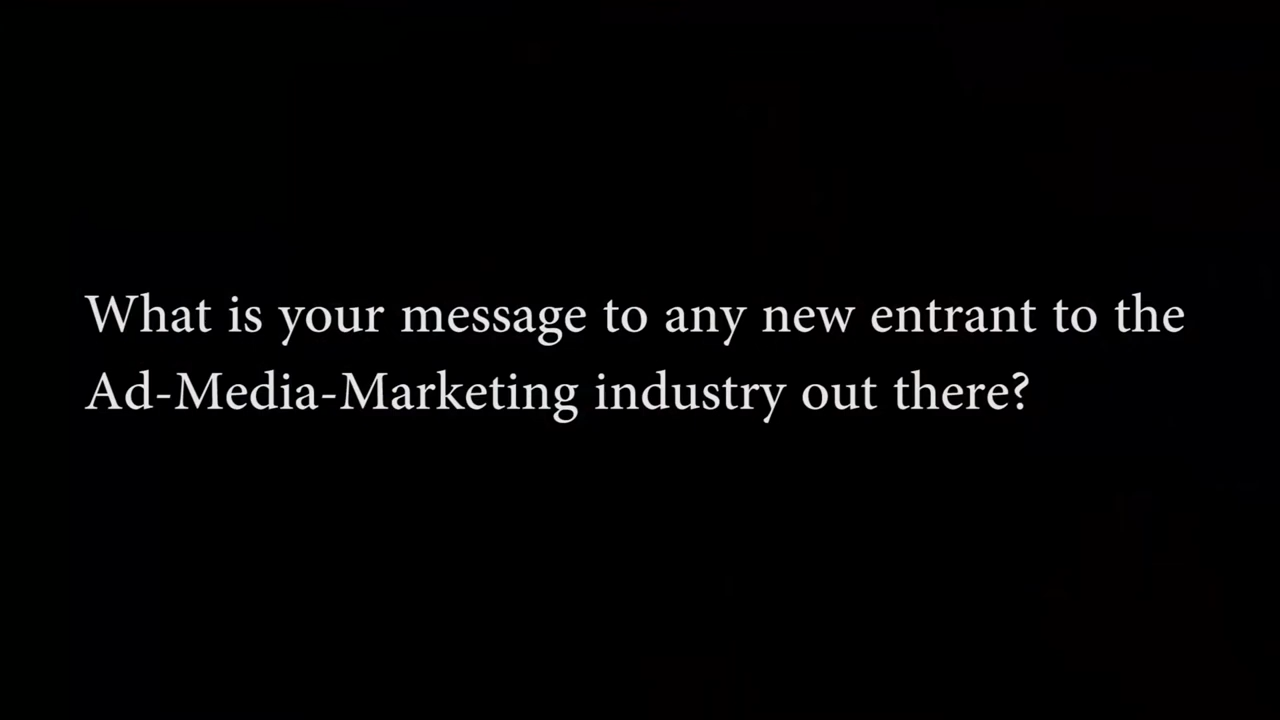 What is your message to any new entrant to the
Ad-Media-Marketing industry out there?